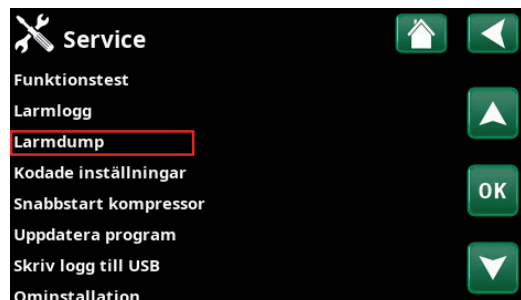 Service
Funktionstest
Larmlogg
Larmdump
Kodade inställningar
Snabbstart kompressor
OK
Uppdatera program
Skriv logg till USB
Ominstallation